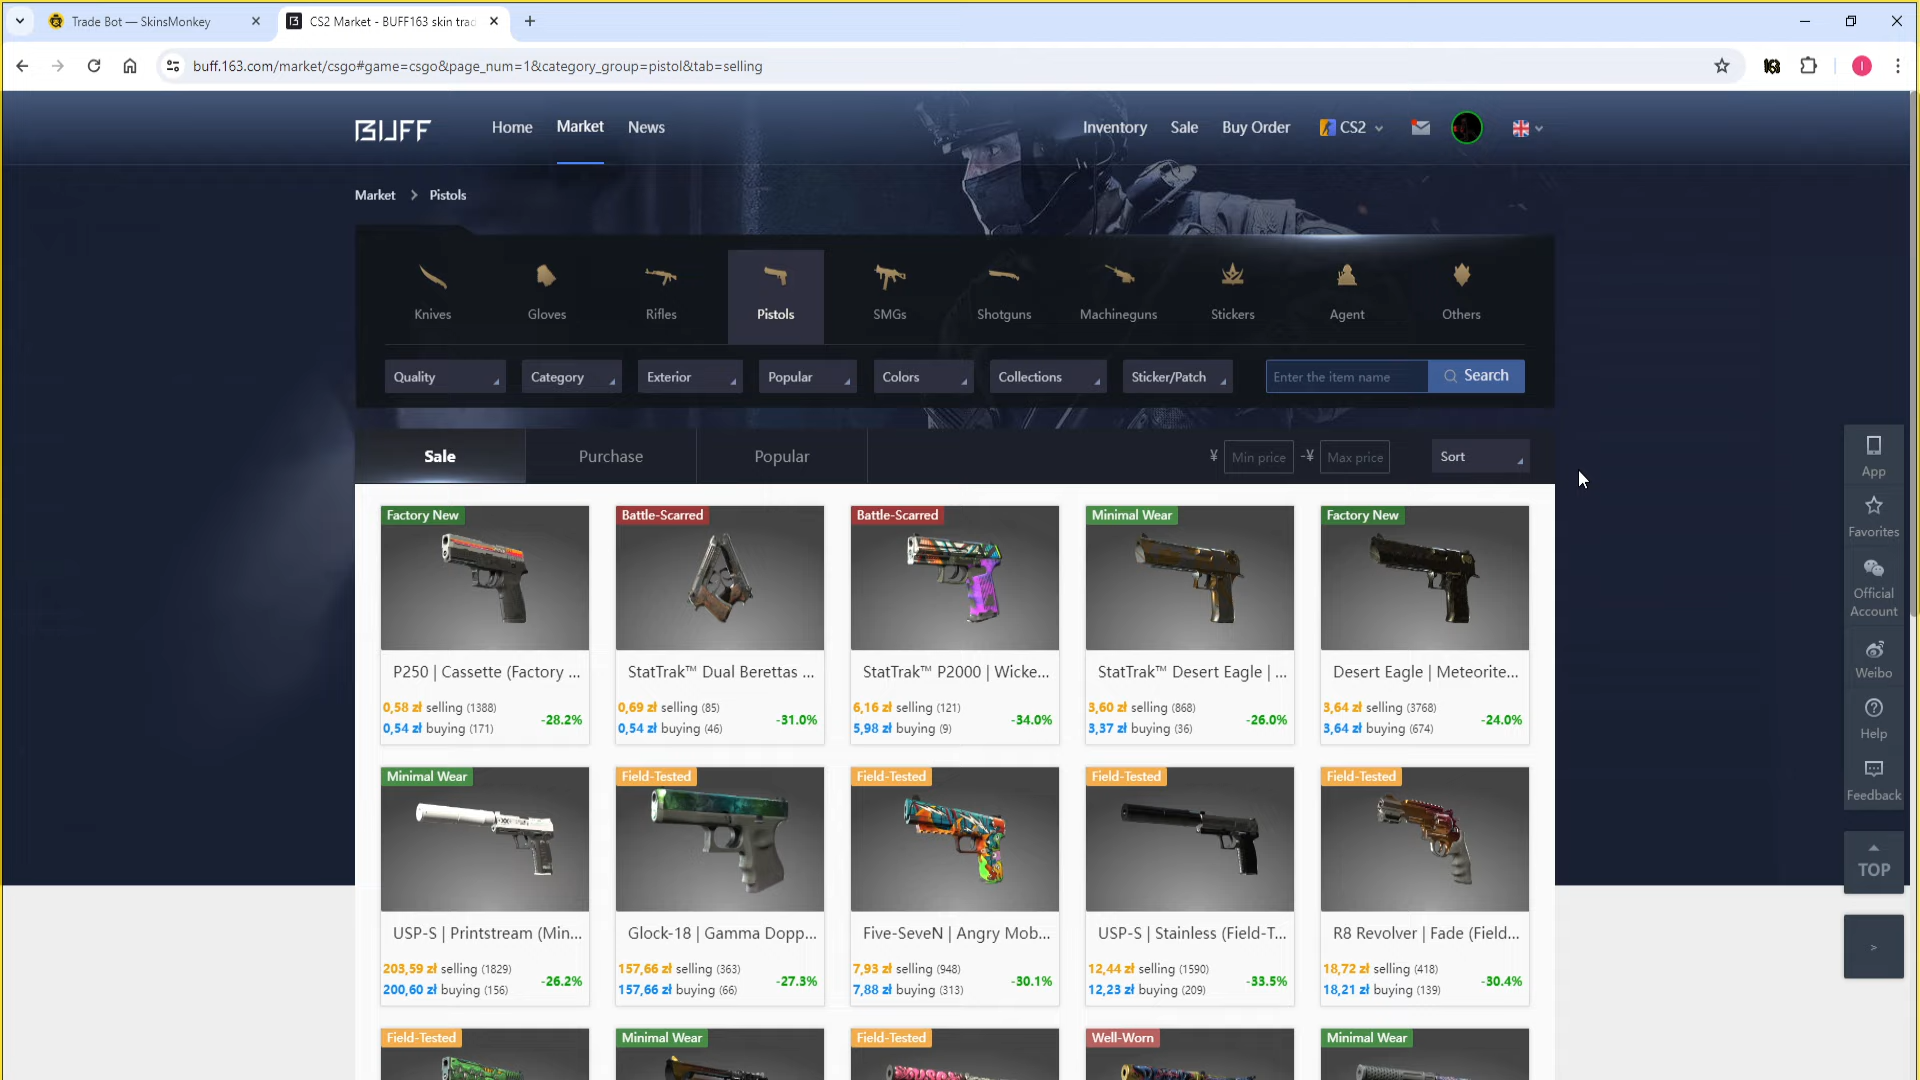 Trade Bot — SkinsMonkey
CS2 Market - BUFF163 skin trad
buff.163.com/market/csgo#game=csgo&page_num=1&category_group=pistol&tab=selling
BUFF
Home
Market
News
Inventory
Sale
Buy Order
CS2
Market > Pistols
Knives
Gloves
Rifles
Pistols
SMGs
Shotguns
Machineguns
Stickers
Agent
Others
Quality
Category
Exterior
Popular
Colors
Collections
Sticker/Patch
Enter the item name
Search
Sale
Purchase
Popular
¥ Min price -¥ Max price
Sort
App
Favorites
Official
Account
Weibo
Help
Feedback
TOP
>
Factory New
P250 | Cassette (Factory ...
0,58 zł selling (1388)
0,54 zł buying (171)
-28.2%
Battle-Scarred
StatTrak™ Dual Berettas ...
0,69 zł selling (85)
0,54 zł buying (46)
-31.0%
Battle-Scarred
StatTrak™ P2000 | Wicke...
6,16 zł selling (121)
5,98 zł buying (9)
-34.0%
Minimal Wear
StatTrak™ Desert Eagle | ...
3,60 zł selling (868)
3,37 zł buying (36)
-26.0%
Factory New
Desert Eagle | Meteorite...
3,64 zł selling (3768)
3,64 zł buying (674)
-24.0%
Minimal Wear
USP-S | Printstream (Min...
203,59 zł selling (1829)
200,60 zł buying (156)
-26.2%
Field-Tested
Glock-18 | Gamma Dopp...
157,66 zł selling (363)
157,66 zł buying (66)
-27.3%
Field-Tested
Five-SeveN | Angry Mob...
7,93 zł selling (948)
7,88 zł buying (313)
-30.1%
Field-Tested
USP-S | Stainless (Field-T...
12,44 zł selling (1590)
12,23 zł buying (209)
-33.5%
Field-Tested
R8 Revolver | Fade (Field...
18,72 zł selling (418)
18,21 zł buying (139)
-30.4%
Field-Tested
Minimal Wear
Field-Tested
Well-Worn
Minimal Wear